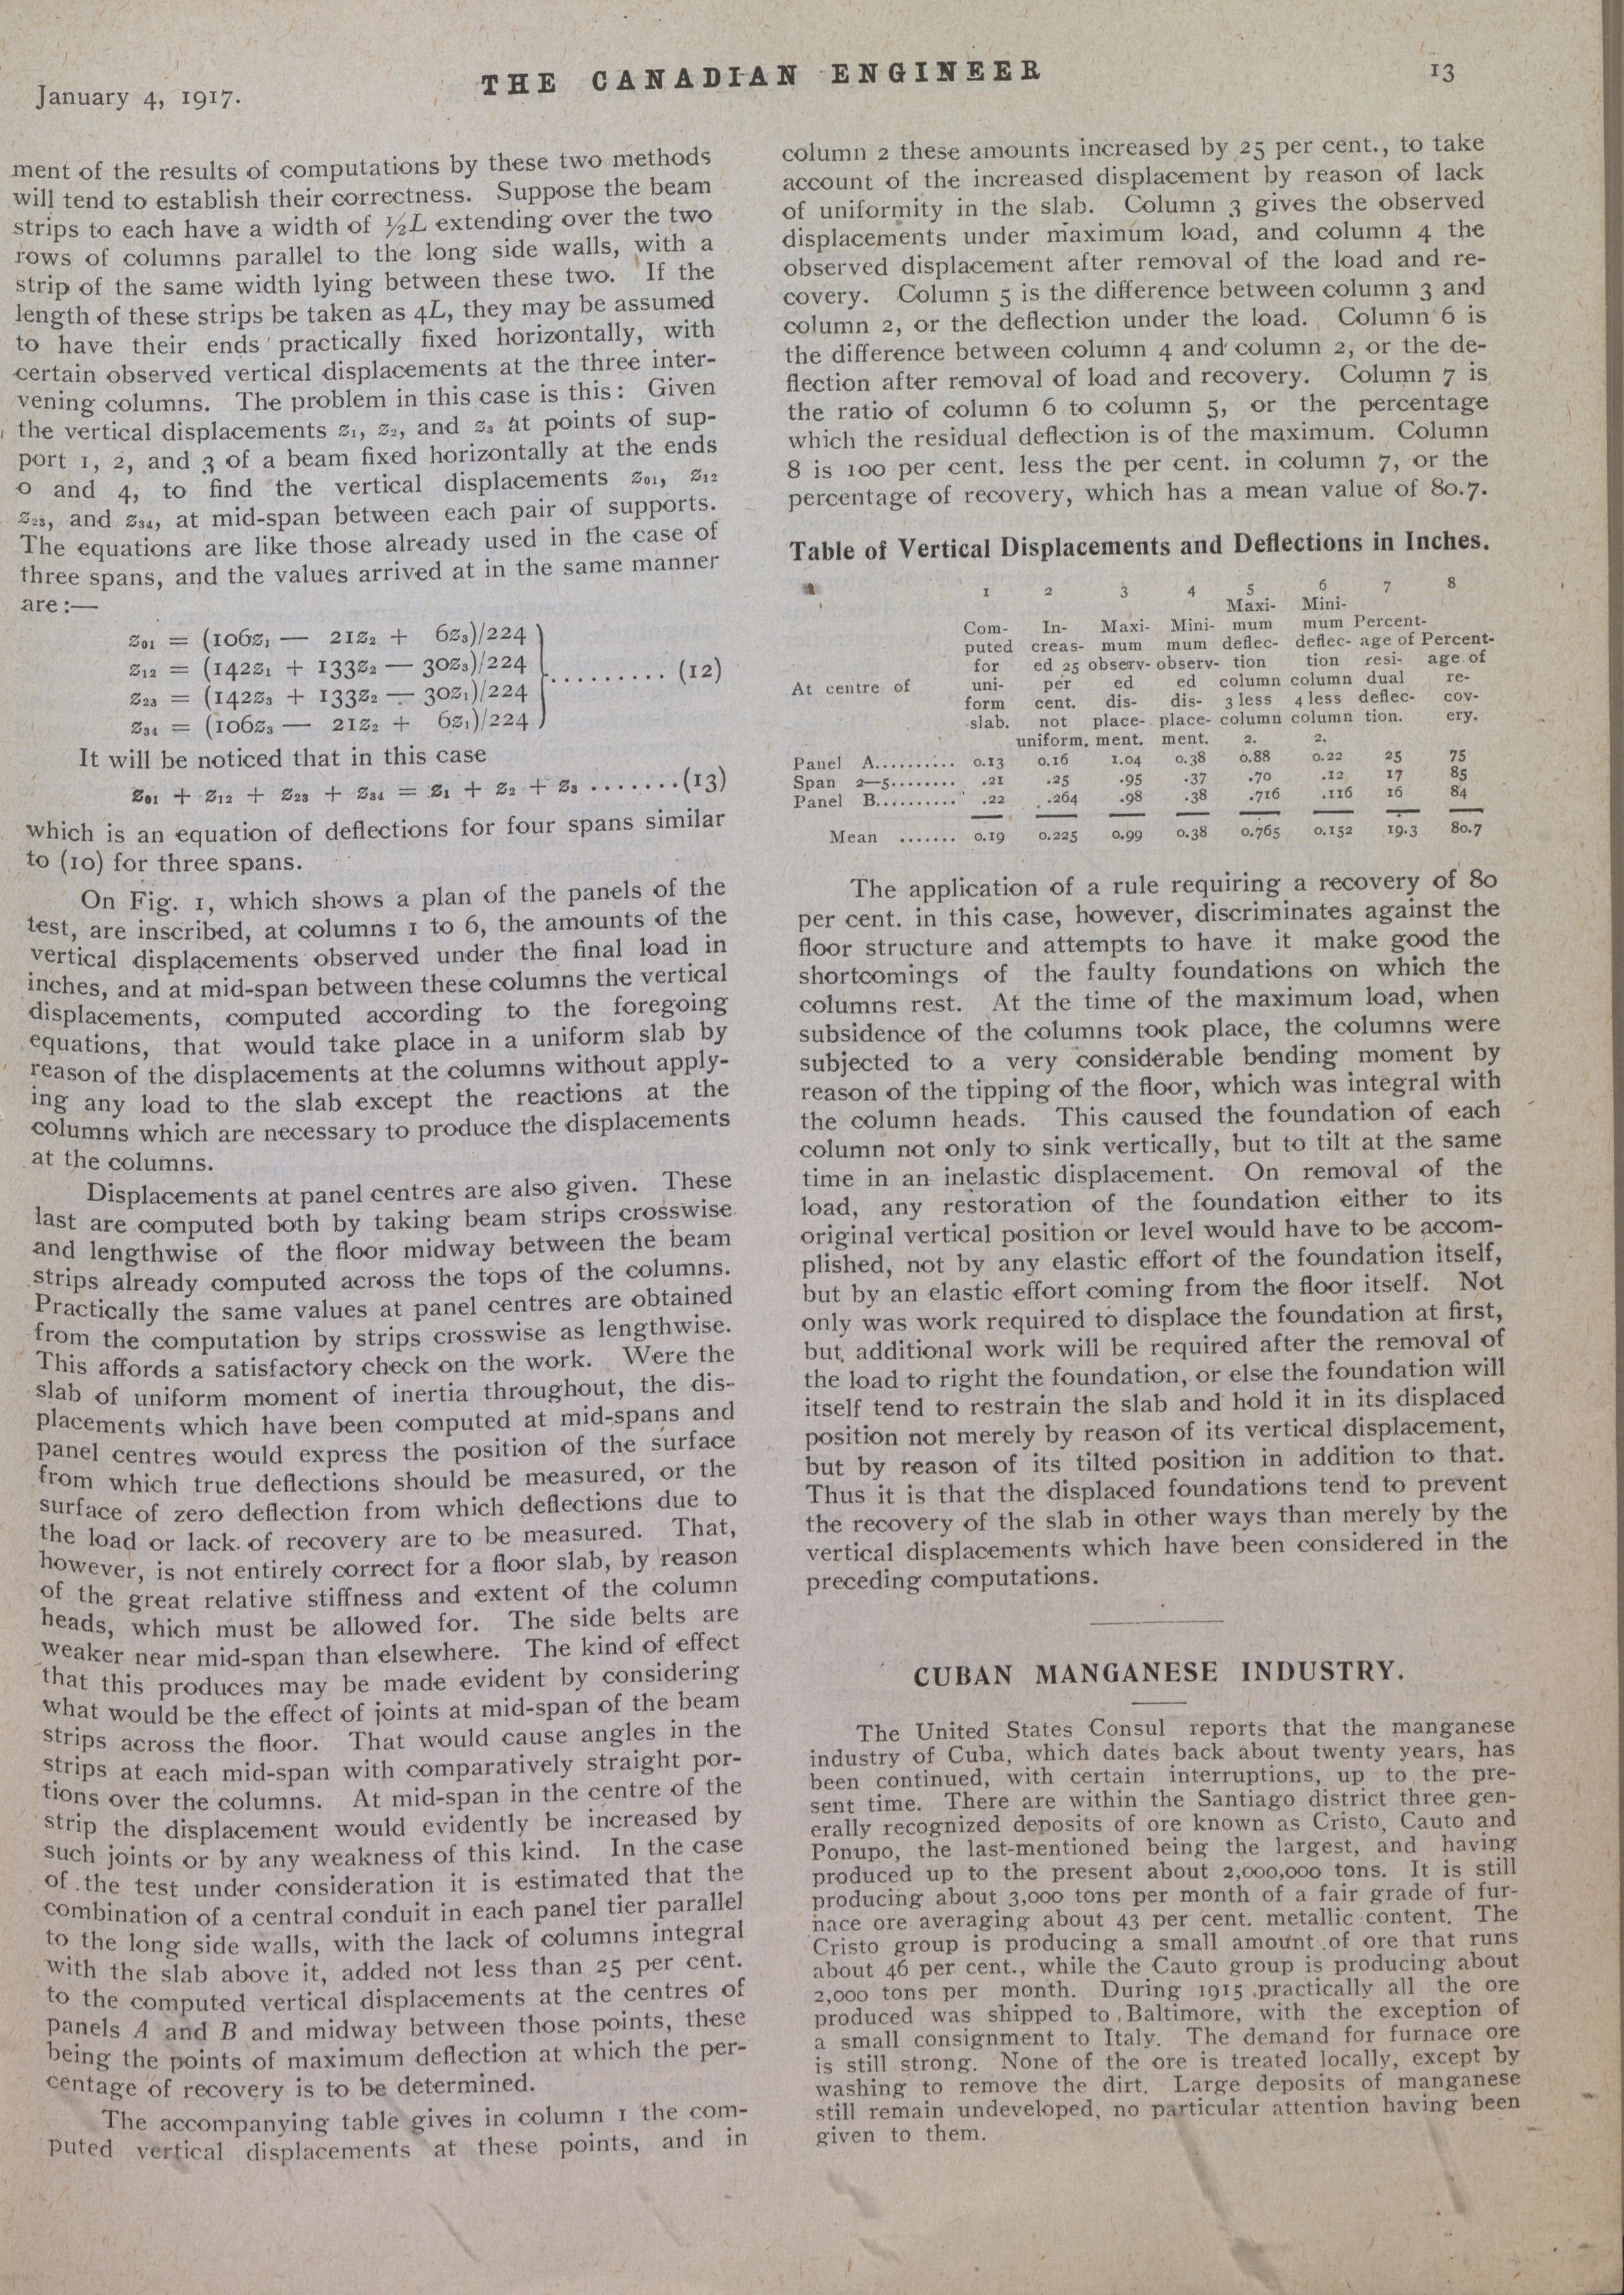 January 4, 1917.
THE CANADIAN ENGINEER
13
ment of the results of computations by these two methods
will tend to establish their correctness. Suppose the beam
strips to each have a width of ½L extending over the two
rows of columns parallel to the long side walls, with a
strip of the same width lying between these two. If the
length of these strips be taken as 4L, they may be assumed
to have their ends practically fixed horizontally, with
certain observed vertical displacements at the three inter-
vening columns. The problem in this case is this: Given
the vertical displacements z₁, z₂, and z₃ at points of sup-
port 1, 2, and 3 of a beam fixed horizontally at the ends
0 and 4, to find the vertical displacements z₀₁, z₁₂
z₂₃, and z₃₄, at mid-span between each pair of supports.
The equations are like those already used in the case of
three spans, and the values arrived at in the same manner
are:—
z₀₁ = (106z₁ — 21z₂ + 6z₃)/224
z₁₂ = (142z₁ + 133z₂ — 30z₃)/224
.......... (12)
z₂₃ = (142z₃ + 133z₂ — 30z₁)/224
z₃₄ = (106z₃ — 21z₂ + 6z₁)/224
It will be noticed that in this case
z₀₁ + z₁₂ + z₂₃ + z₃₄ = z₁ + z₂ + z₃ .......(13)
which is an equation of deflections for four spans similar
to (10) for three spans.
On Fig. 1, which shows a plan of the panels of the
test, are inscribed, at columns 1 to 6, the amounts of the
vertical displacements observed under the final load in
inches, and at mid-span between these columns the vertical
displacements, computed according to the foregoing
equations, that would take place in a uniform slab by
reason of the displacements at the columns without apply-
ing any load to the slab except the reactions at the
columns which are necessary to produce the displacements
at the columns.
Displacements at panel centres are also given. These
last are computed both by taking beam strips crosswise
and lengthwise of the floor midway between the beam
strips already computed across the tops of the columns.
Practically the same values at panel centres are obtained
from the computation by strips crosswise as lengthwise.
This affords a satisfactory check on the work. Were the
slab of uniform moment of inertia throughout, the dis-
placements which have been computed at mid-spans and
panel centres would express the position of the surface
from which true deflections should be measured, or the
surface of zero deflection from which deflections due to
the load or lack of recovery are to be measured. That,
however, is not entirely correct for a floor slab, by reason
of the great relative stiffness and extent of the column
heads, which must be allowed for. The side belts are
weaker near mid-span than elsewhere. The kind of effect
that this produces may be made evident by considering
what would be the effect of joints at mid-span of the beam
strips across the floor. That would cause angles in the
strips at each mid-span with comparatively straight por-
tions over the columns. At mid-span in the centre of the
strip the displacement would evidently be increased by
such joints or by any weakness of this kind. In the case
of the test under consideration it is estimated that the
combination of a central conduit in each panel tier parallel
to the long side walls, with the lack of columns integral
with the slab above it, added not less than 25 per cent.
to the computed vertical displacements at the centres of
panels A and B and midway between those points, these
being the points of maximum deflection at which the per-
centage of recovery is to be determined.
The accompanying table gives in column 1 the com-
puted vertical displacements at these points, and in
column 2 these amounts increased by 25 per cent., to take
account of the increased displacement by reason of lack
of uniformity in the slab. Column 3 gives the observed
displacements under maximum load, and column 4 the
observed displacement after removal of the load and re-
covery. Column 5 is the difference between column 3 and
column 2, or the deflection under the load. Column 6 is
the difference between column 4 and column 2, or the de-
flection after removal of load and recovery. Column 7 is
the ratio of column 6 to column 5, or the percentage
which the residual deflection is of the maximum. Column
8 is 100 per cent. less the per cent. in column 7, or the
percentage of recovery, which has a mean value of 80.7.
Table of Vertical Displacements and Deflections in Inches.
1 2 3 4 5 6 7 8
Maxi- Mini-
Com- In- Maxi- Mini- mum mum Percent-
puted creas- mum mum deflec- deflec- age of Percent-
for ed 25 observ- observ- tion tion resi- age of
At centre of uni- per ed ed column column dual re-
form cent. dis- dis- 3 less 4 less deflec- cov-
slab. not place- place- column column tion. ery.
uniform. ment. ment. 2. 2.
Panel A.......... 0.13 0.16 1.04 0.38 0.88 0.22 25 75
Span 2—5........ .21 .25 .95 .37 .70 .12 17 85
Panel B.......... .22 .264 .98 .38 .716 .116 16 84
Mean ....... 0.19 0.225 0.99 0.38 0.765 0.152 19.3 80.7
The application of a rule requiring a recovery of 80
per cent. in this case, however, discriminates against the
floor structure and attempts to have it make good the
shortcomings of the faulty foundations on which the
columns rest. At the time of the maximum load, when
subsidence of the columns took place, the columns were
subjected to a very considerable bending moment by
reason of the tipping of the floor, which was integral with
the column heads. This caused the foundation of each
column not only to sink vertically, but to tilt at the same
time in an inelastic displacement. On removal of the
load, any restoration of the foundation either to its
original vertical position or level would have to be accom-
plished, not by any elastic effort of the foundation itself,
but by an elastic effort coming from the floor itself. Not
only was work required to displace the foundation at first,
but additional work will be required after the removal of
the load to right the foundation, or else the foundation will
itself tend to restrain the slab and hold it in its displaced
position not merely by reason of its vertical displacement,
but by reason of its tilted position in addition to that.
Thus it is that the displaced foundations tend to prevent
the recovery of the slab in other ways than merely by the
vertical displacements which have been considered in the
preceding computations.
CUBAN MANGANESE INDUSTRY.
The United States Consul reports that the manganese
industry of Cuba, which dates back about twenty years, has
been continued, with certain interruptions, up to the pre-
sent time. There are within the Santiago district three gen-
erally recognized deposits of ore known as Cristo, Cauto and
Ponupo, the last-mentioned being the largest, and having
produced up to the present about 2,000,000 tons. It is still
producing about 3,000 tons per month of a fair grade of fur-
nace ore averaging about 43 per cent. metallic content. The
Cristo group is producing a small amount of ore that runs
about 46 per cent., while the Cauto group is producing about
2,000 tons per month. During 1915 practically all the ore
produced was shipped to Baltimore, with the exception of
a small consignment to Italy. The demand for furnace ore
is still strong. None of the ore is treated locally, except by
washing to remove the dirt. Large deposits of manganese
still remain undeveloped, no particular attention having been
given to them.